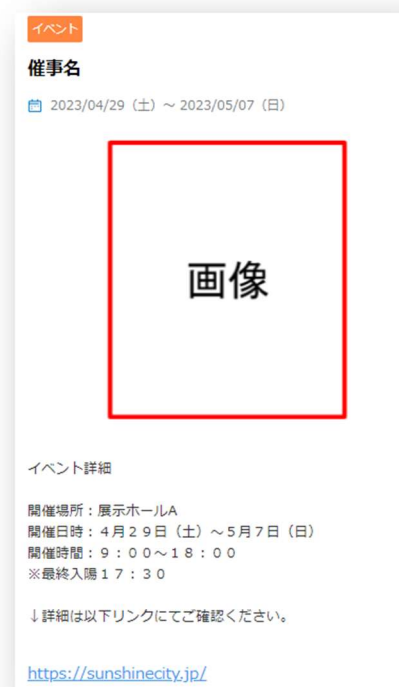 イベント
催事名
2023/04/29（土）～ 2023/05/07（日）
画像
イベント詳細
開催場所：展示ホールA
開催日時：４月２９日（土）～５月７日（日）
開催時間：９：００～１８：００
※最終入場１７：３０
↓詳細は以下リンクにてご確認ください。
https://sunshinecity.jp/